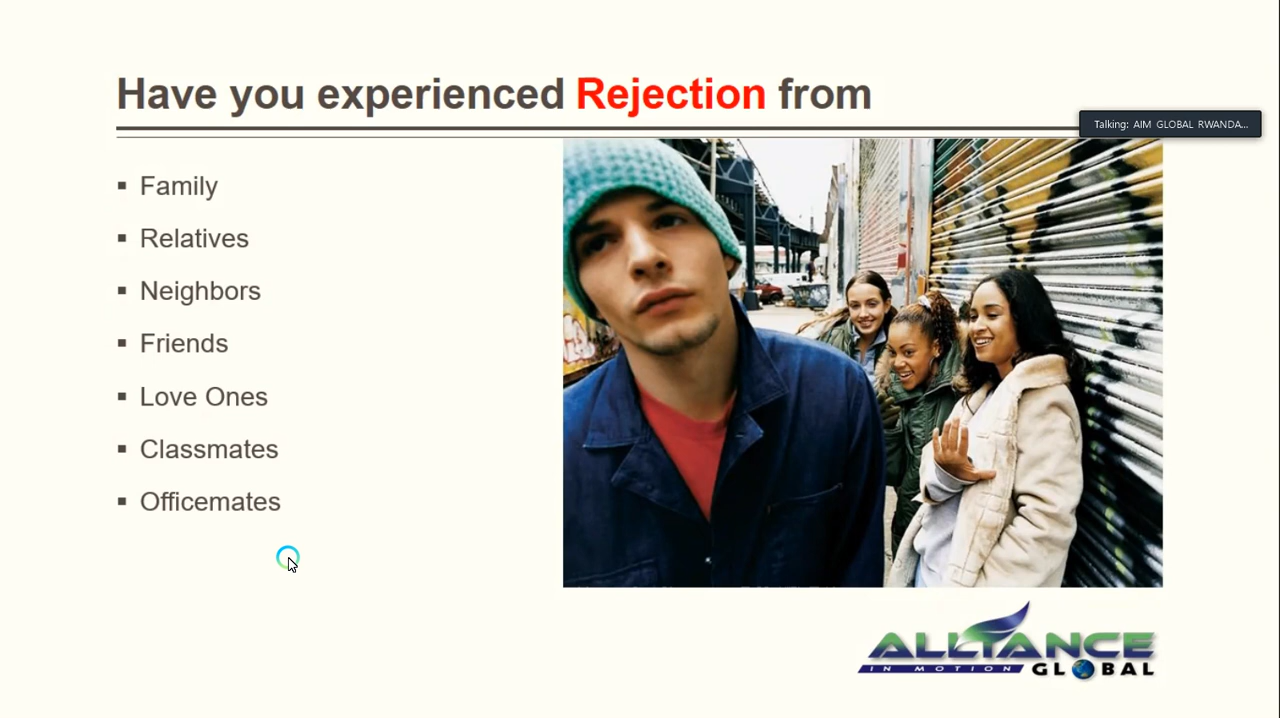 Have you experienced Rejection from
Talking: AIM GLOBAL RWANDA...
Family
Relatives
Neighbors
Friends
Love Ones
Classmates
Officemates
ALLIANCE
IN MOTION GLOBAL